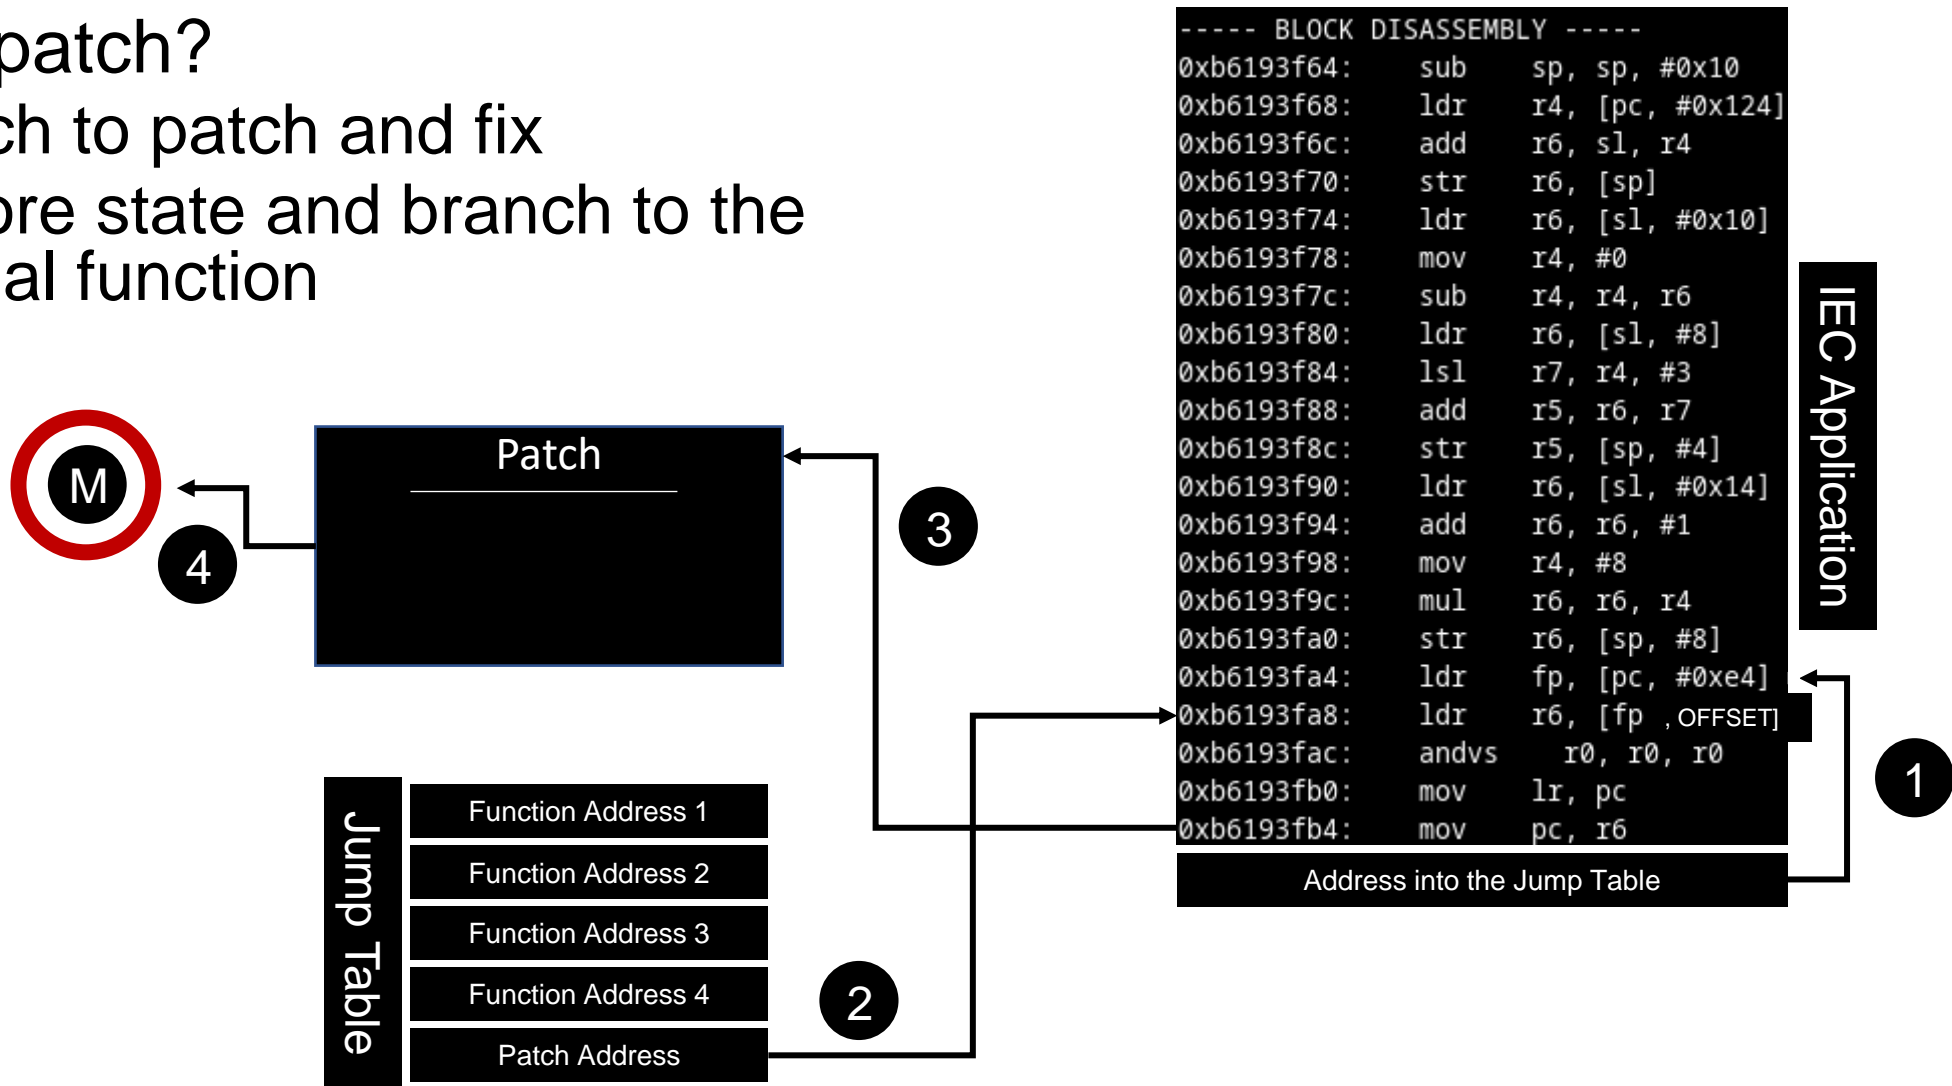 patch?
ch to patch and fix
ore state and branch to the
al function
----- BLOCK DISASSEMBLY -----
0xb6193f64: sub sp, sp, #0x10
0xb6193f68: ldr r4, [pc, #0x124]
0xb6193f6c: add r6, sl, r4
0xb6193f70: str r6, [sp]
0xb6193f74: ldr r6, [sl, #0x10]
0xb6193f78: mov r4, #0
0xb6193f7c: sub r4, r4, r6
0xb6193f80: ldr r6, [sl, #8]
0xb6193f84: lsl r7, r4, #3
0xb6193f88: add r5, r6, r7
0xb6193f8c: str r5, [sp, #4]
0xb6193f90: ldr r6, [sl, #0x14]
0xb6193f94: add r6, r6, #1
0xb6193f98: mov r4, #8
0xb6193f9c: mul r6, r6, r4
0xb6193fa0: str r6, [sp, #8]
0xb6193fa4: ldr fp, [pc, #0xe4]
0xb6193fa8: ldr r6, [fp , OFFSET]
0xb6193fac: andvs r0, r0, r0
0xb6193fb0: mov lr, pc
0xb6193fb4: mov pc, r6
Address into the Jump Table
IEC Application
1
M
4
Patch
3
Jump Table
Function Address 1
Function Address 2
Function Address 3
Function Address 4
Patch Address
2